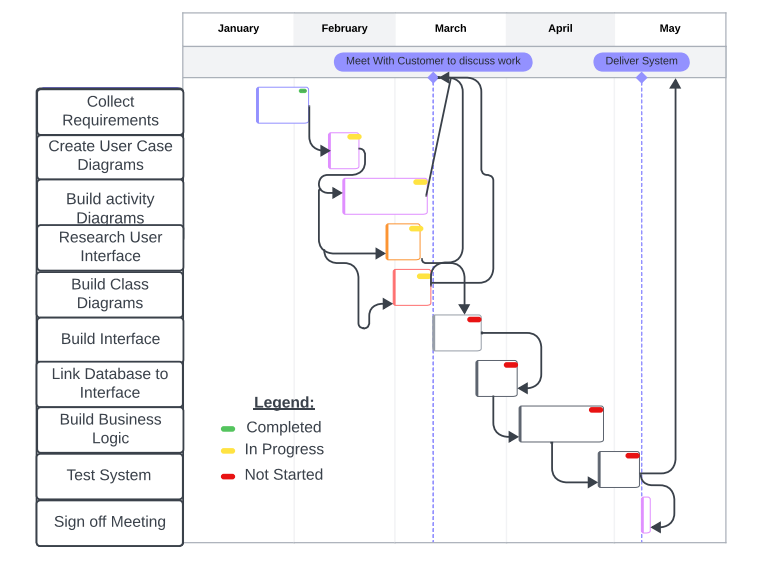 January
February
March
April
May
Meet With Customer to discuss work
Deliver System
Collect
Requirements
Create User Case
Diagrams
Build activity
Diagrams
Research User
Interface
Build Class
Diagrams
Build Interface
Link Database to
Interface
Build Business
Logic
Test System
Sign off Meeting
Legend:
Completed
In Progress
Not Started